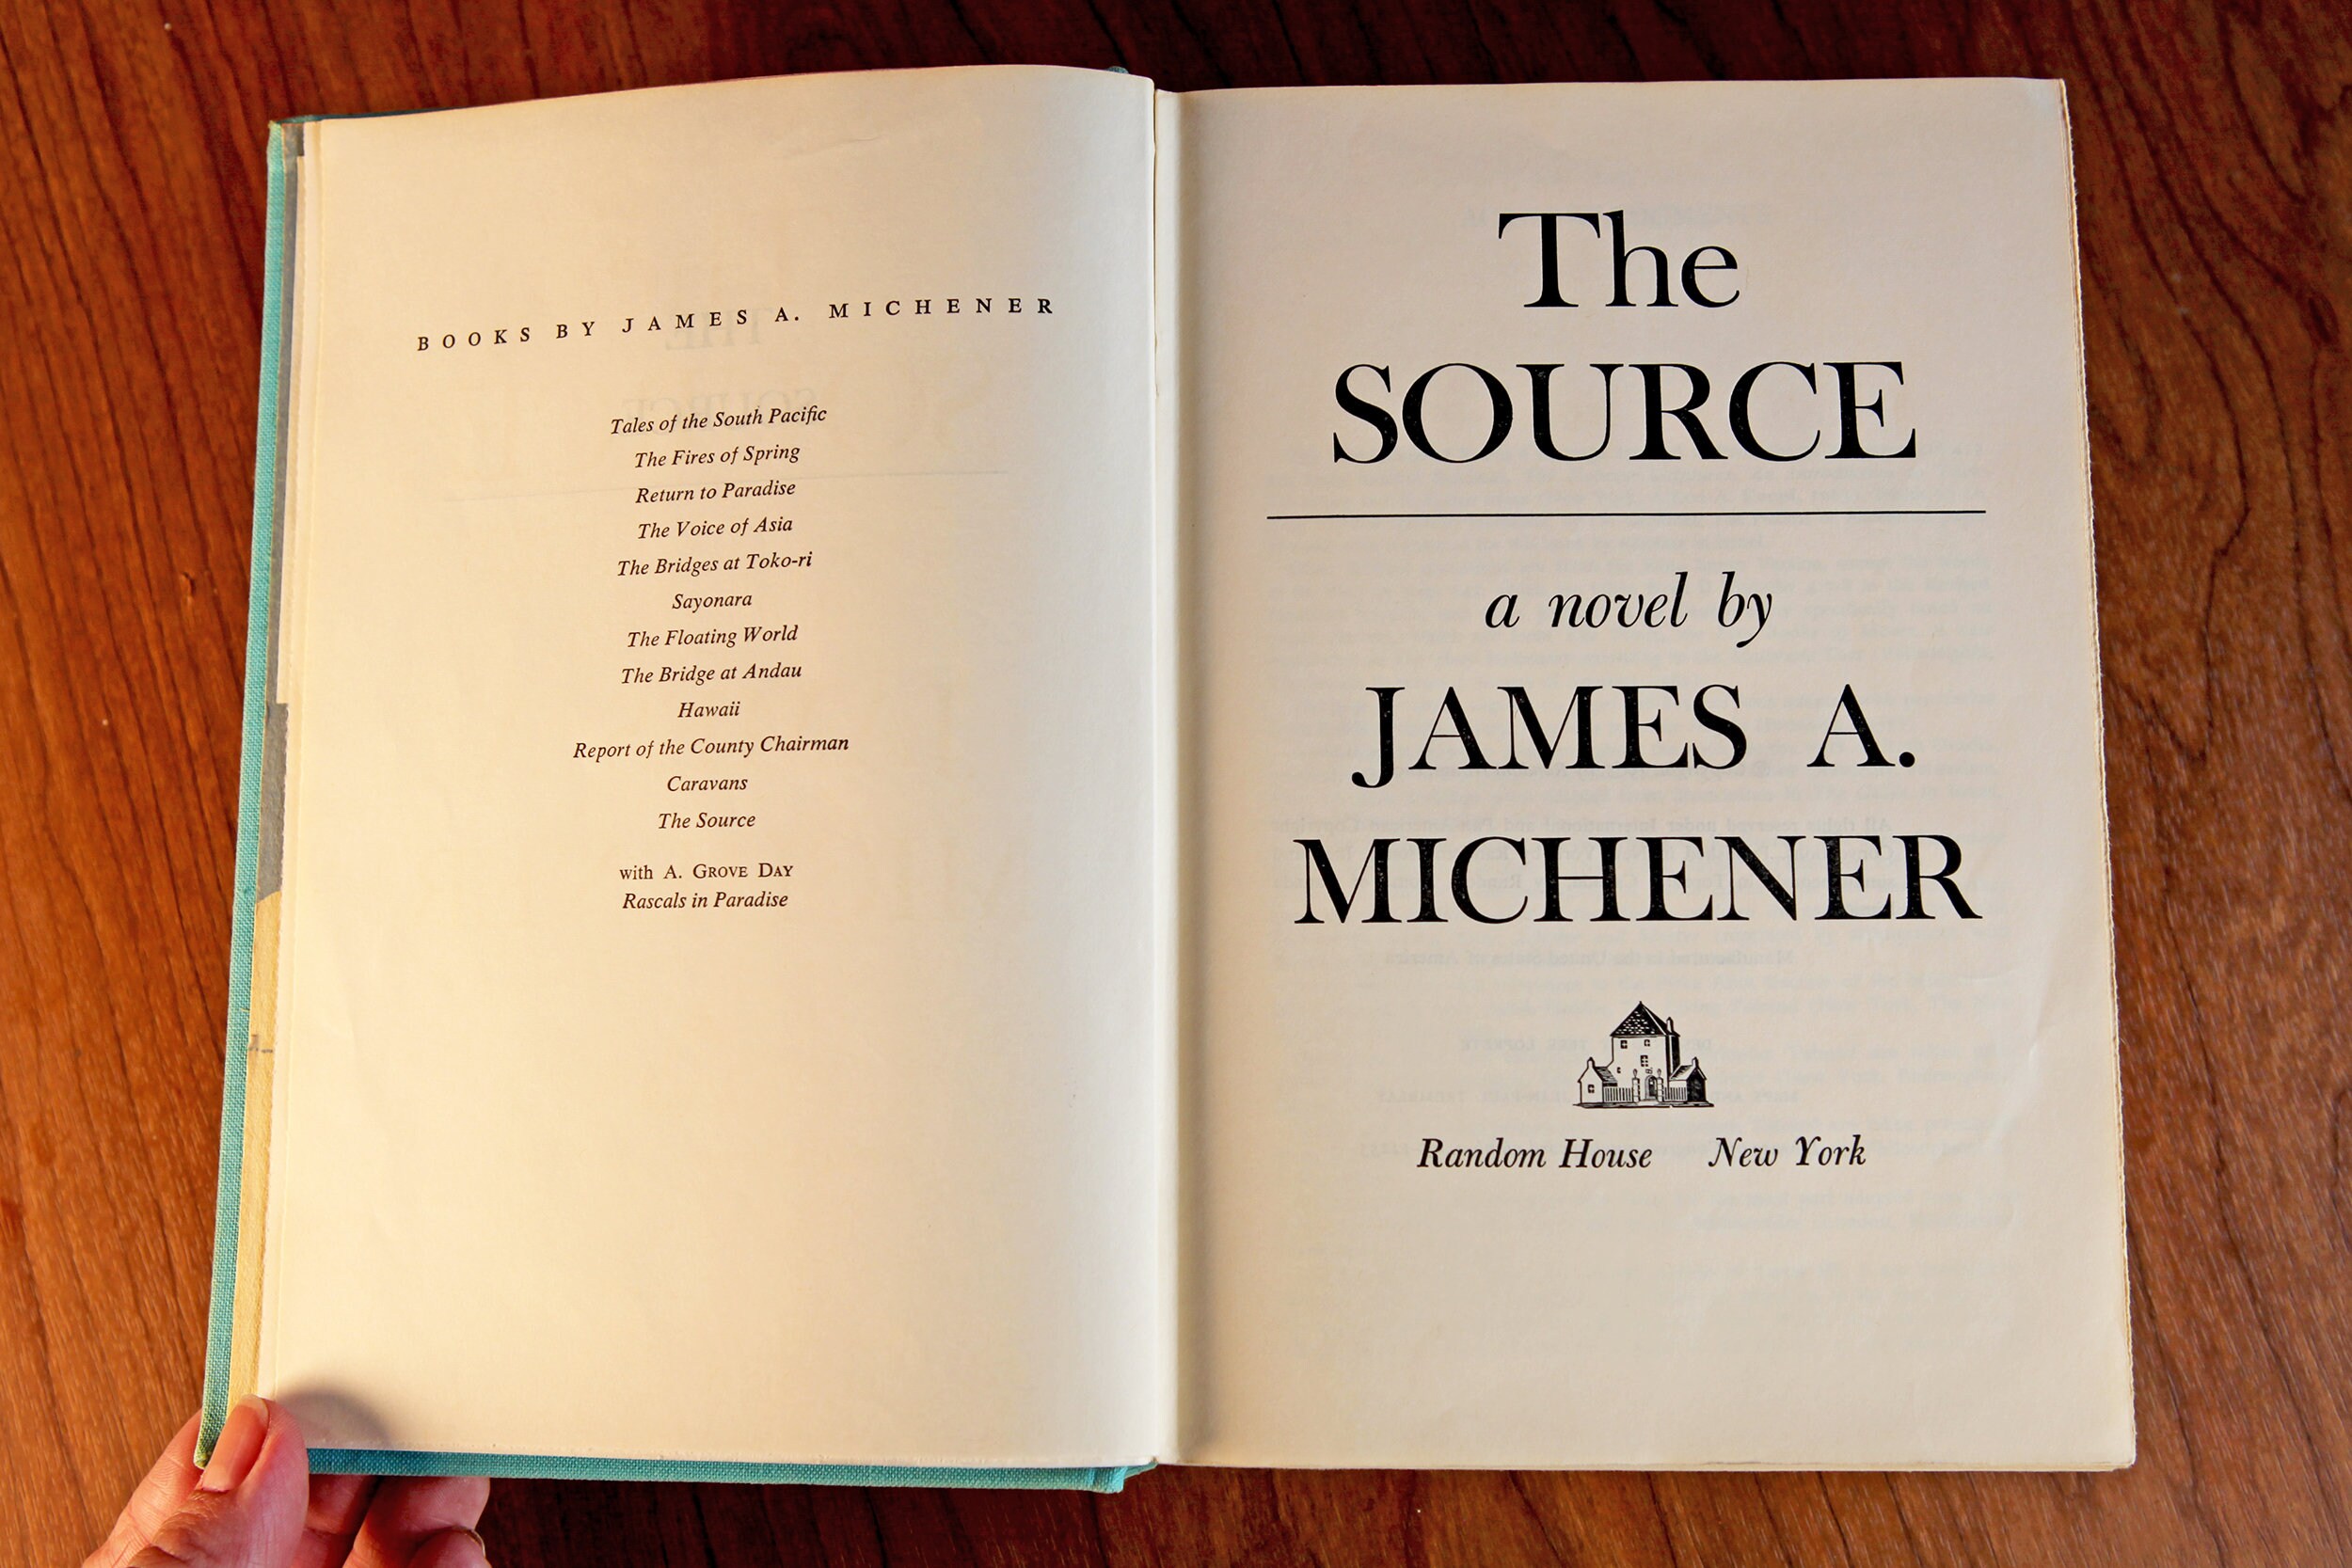 BOOKS BY JAMES A. MICHENER
Tales of the South Pacific
The Fires of Spring
Return to Paradise
The Voice of Asia
The Bridges at Toko-ri
Sayonara
The Floating World
The Bridge at Andau
Hawaii
Report of the County Chairman
Caravans
The Source
with A. GROVE DAY
Rascals in Paradise
The
SOURCE
a novel by
JAMES A.
MICHENER
Random House New York